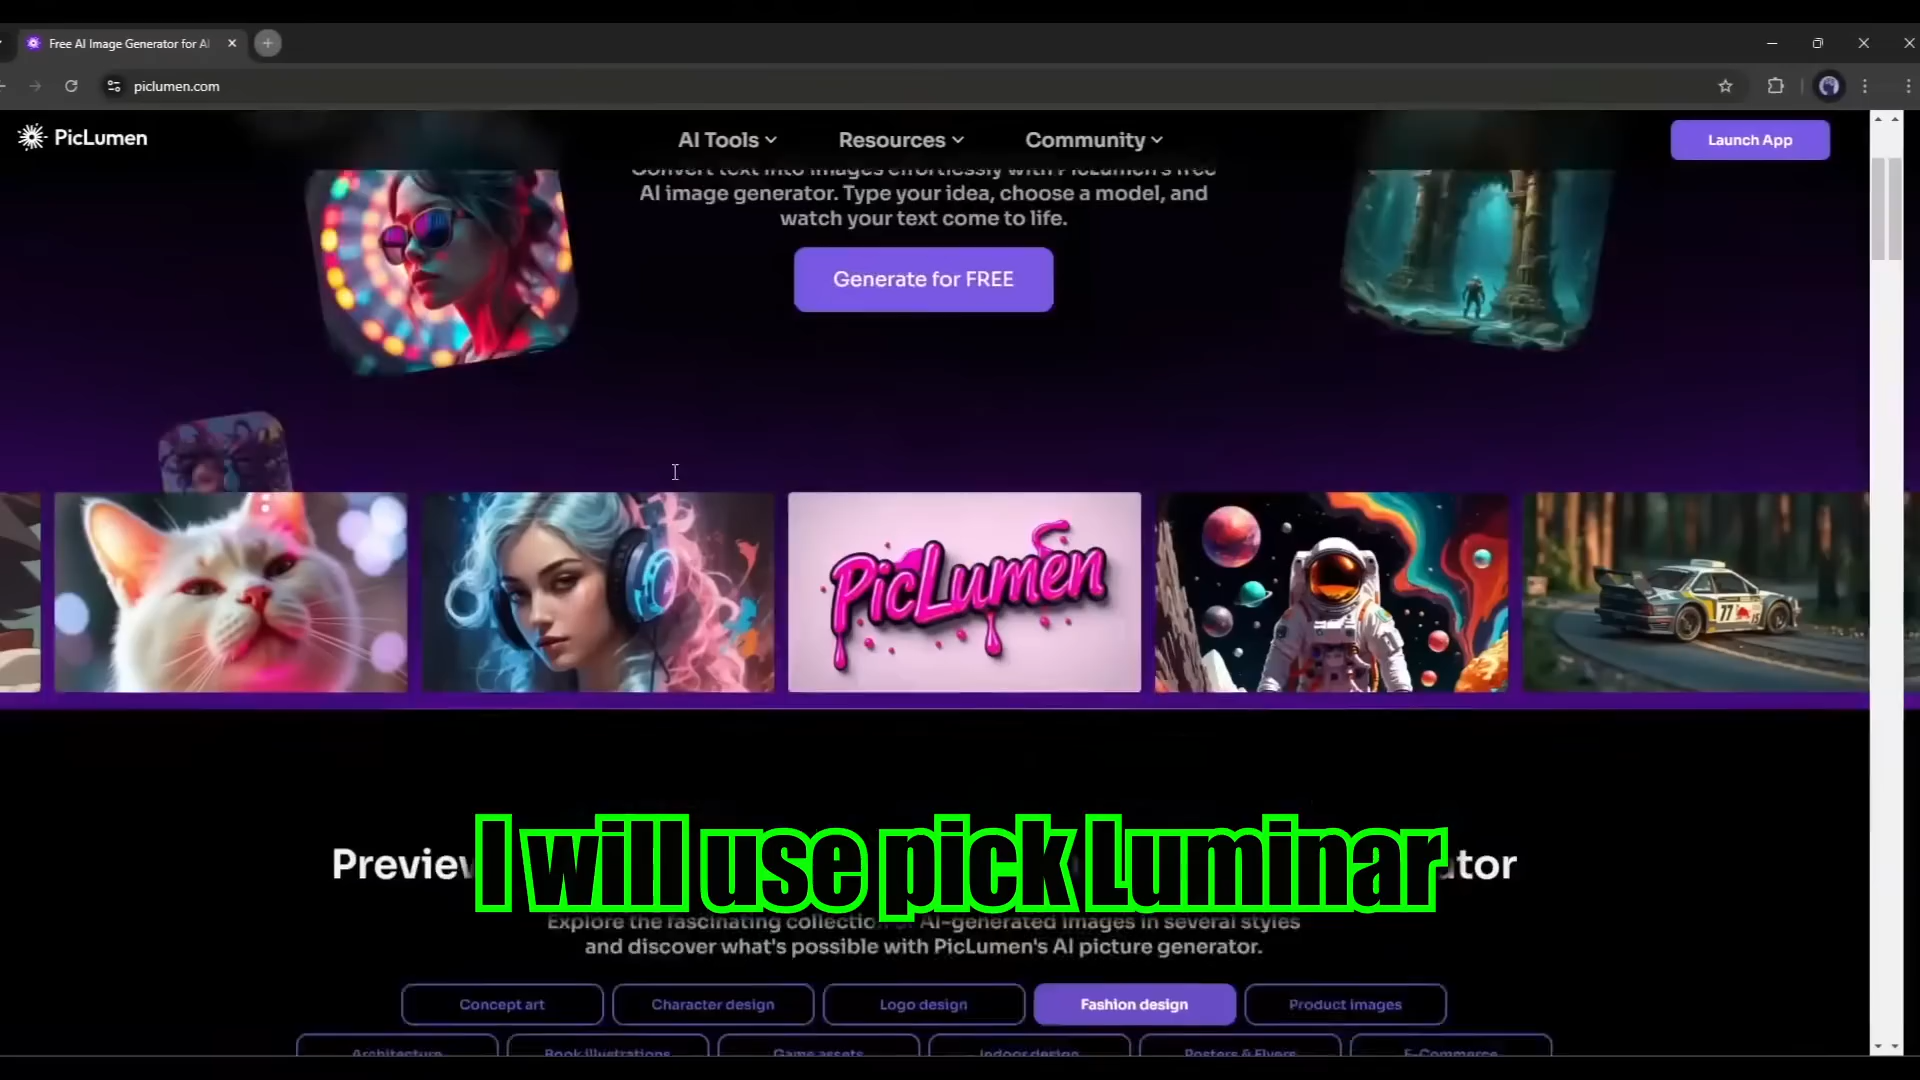 Free AI Image Generator for AI
piclumen.com
PicLumen
AI Tools
Resources
Community
Launch App
Convert text into images effortlessly with PicLumen's free
AI image generator. Type your idea, choose a model, and
watch your text come to life.
Generate for FREE
PicLumen
77
I will use pick Luminar
Explore the fascinating collection of AI-generated images in several styles
and discover what's possible with PicLumen's AI picture generator.
Concept art
Character design
Logo design
Fashion design
Product images
Architecture
Book illustrations
Game assets
Indoor design
Posters & Flyers
E-Commerce